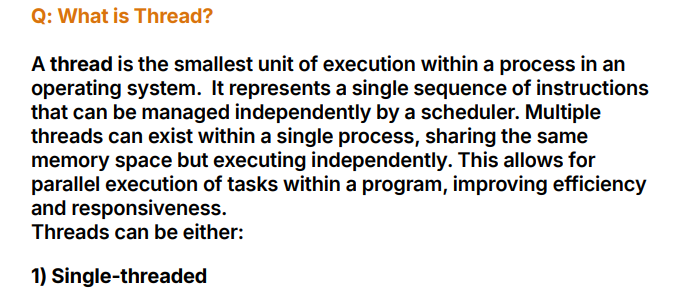 Q: What is Thread?
A thread is the smallest unit of execution within a process in an
operating system.  It represents a single sequence of instructions
that can be managed independently by a scheduler. Multiple
threads can exist within a single process, sharing the same
memory space but executing independently. This allows for
parallel execution of tasks within a program, improving efficiency
and responsiveness.
Threads can be either:
1) Single-threaded